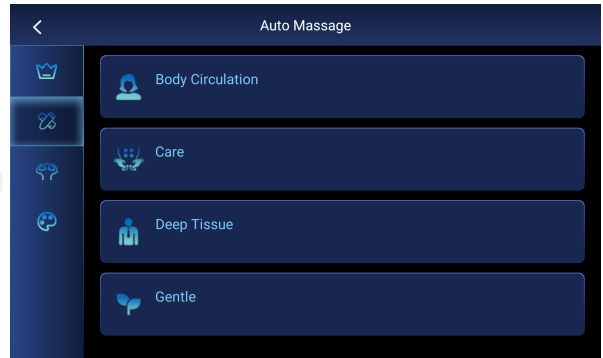 Auto Massage
Body Circulation
Care
Deep Tissue
Gentle